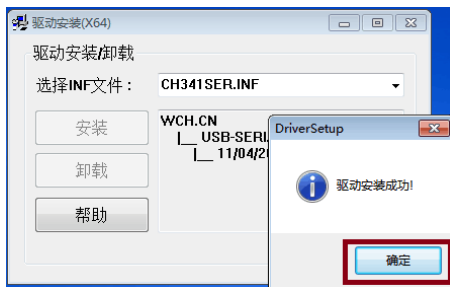 驱动安装(X64)
驱动安装/卸载
选择INF文件：
CH341SER.INF
安装
WCH.CN
|__ USB-SERI
|__ 11/04/2
卸载
帮助
DriverSetup
驱动安装成功!
确定